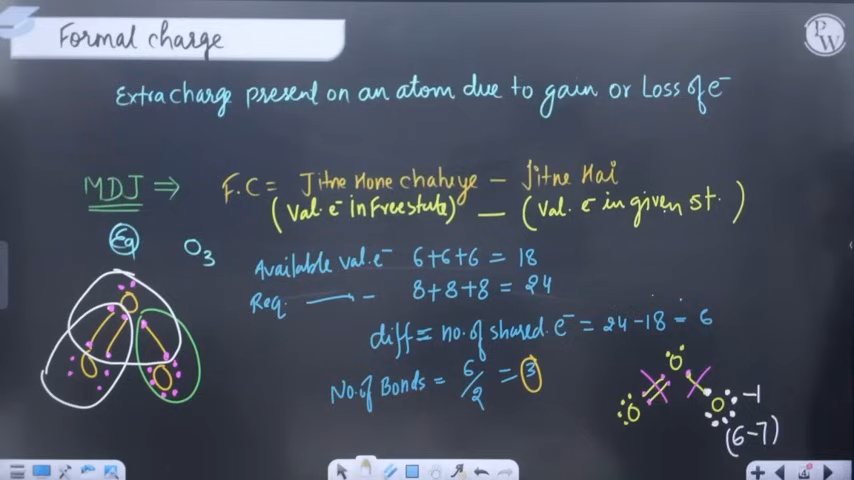 Formal charge
PW
Extra charge present on an atom due to gain or Loss of e⁻
MDJ ⇒ F.C = Jitne Hone chahiye – Jitne Hai
(Val. e⁻ in Free state) — (Val. e⁻ in given st.)
Eg O₃
Available val. e⁻ 6+6+6 = 18
Req. —— - 8+8+8 = 24
diff = no. of shared. e⁻ = 24 - 18 = 6
No. of Bonds = 6/2 = 3
O
O O -1
(6-7)
O
O O